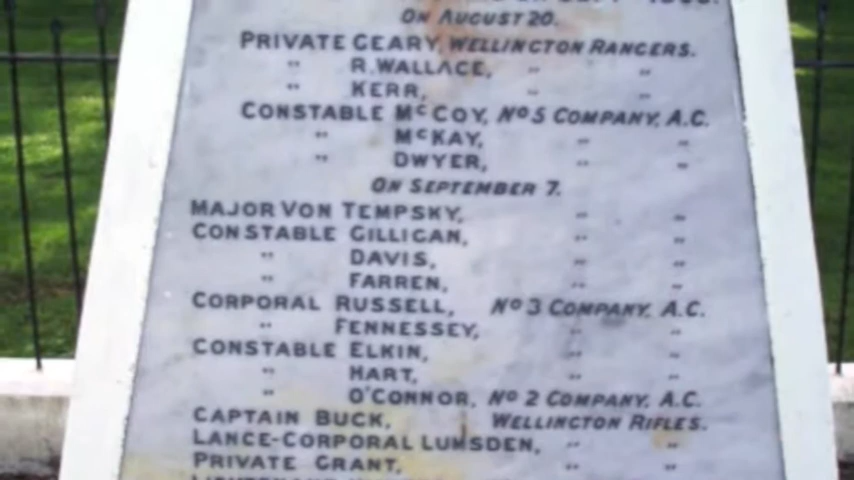 On August 20.
Private Geary, Wellington Rangers.
" R. Wallace, " "
" Kerr, " "
Constable McCoy, No 5 Company, A.C.
" McKay, " "
" Dwyer, " "
On September 7.
Major Von Tempsky, " "
Constable Gilligan, " "
" Davis, " "
" Farren, " "
Corporal Russell, No 3 Company, A.C.
" Fennessey, " "
Constable Elkin, " "
" Hart, " "
" O'Connor, No 2 Company, A.C.
Captain Buck, Wellington Rifles.
Lance-Corporal Lumsden, " "
Private Grant, " "